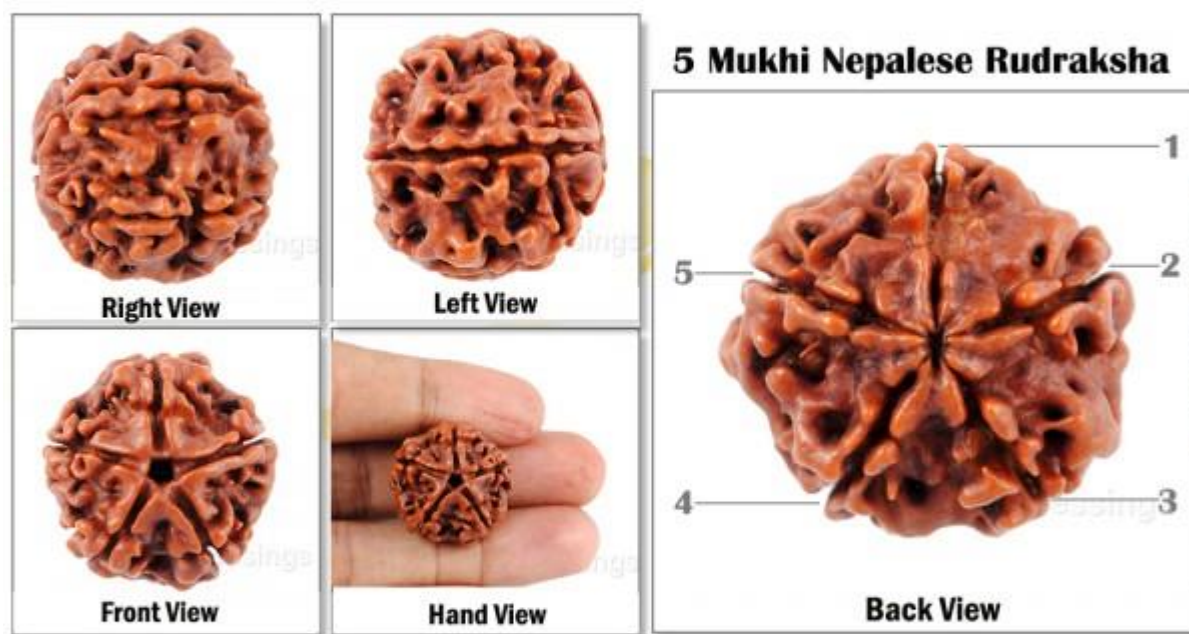 5 Mukhi Nepalese Rudraksha
Right View
Left View
1
5
2
4
3
Front View
Hand View
Back View